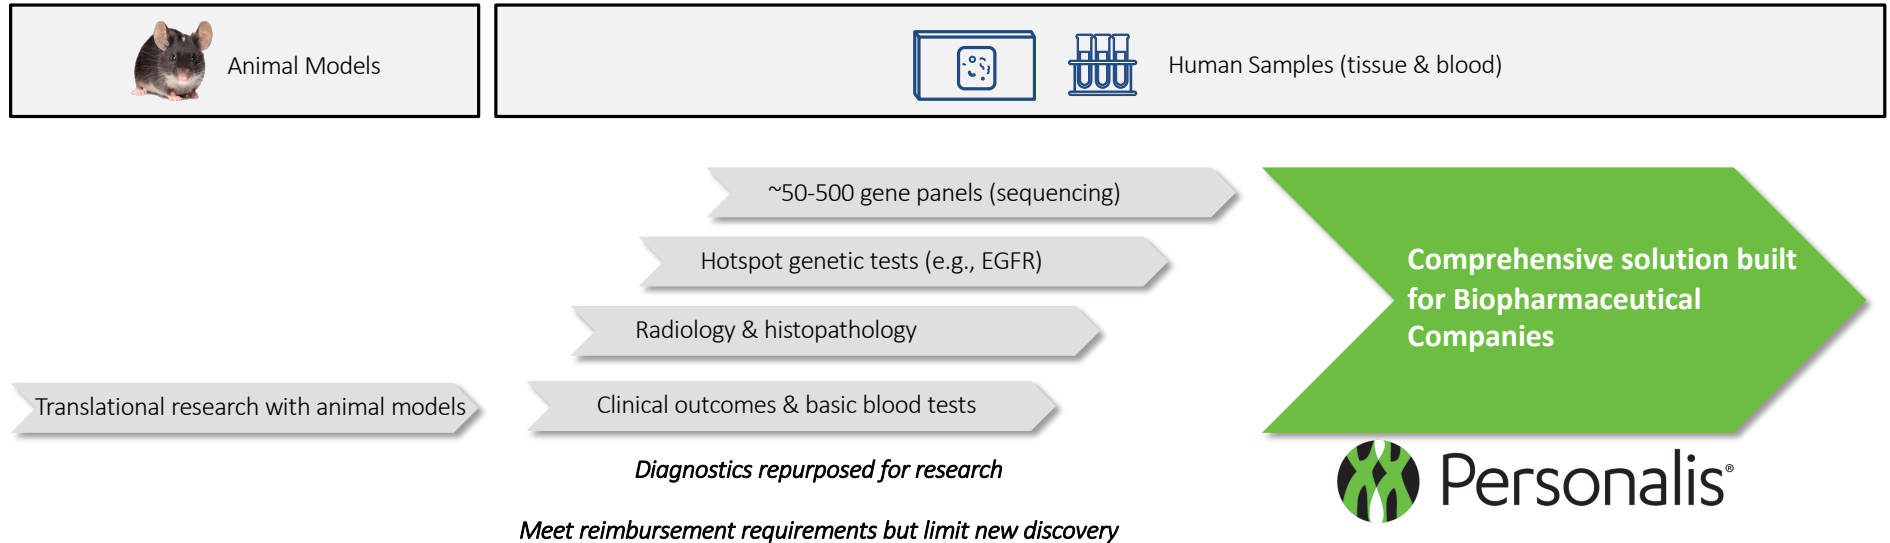 Animal Models
Human Samples (tissue & blood)
~50-500 gene panels (sequencing)
Hotspot genetic tests (e.g., EGFR)
Radiology & histopathology
Translational research with animal models
Clinical outcomes & basic blood tests
Comprehensive solution built
for Biopharmaceutical
Companies
Diagnostics repurposed for research
Meet reimbursement requirements but limit new discovery
Personalis®